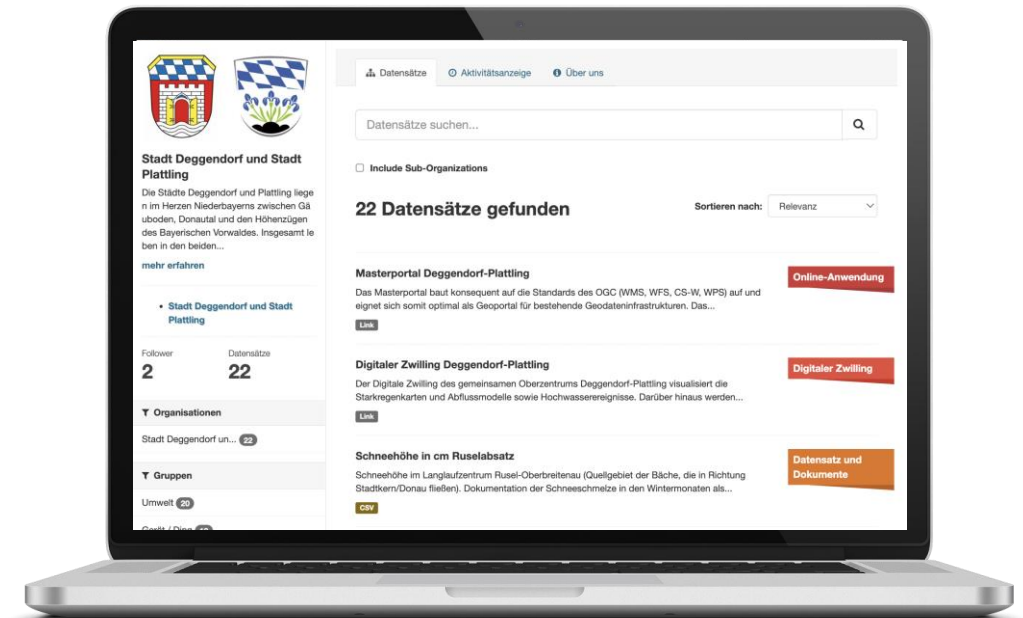 Stadt Deggendorf und Stadt
Plattling
Die Städte Deggendorf und Plattling liege
n im Herzen Niederbayerns zwischen Gä
uboden, Donautal und den Höhenzügen
des Bayerischen Vorwaldes. Insgesamt le
ben in den beiden...
mehr erfahren
Stadt Deggendorf und Stadt
Plattling
Follower Datensätze
2 22
Organisationen
Stadt Deggendorf un... 22
Gruppen
Umwelt 20
Gerät / Ding
Datensätze Aktivitätsanzeige Über uns
Datensätze suchen...
Include Sub-Organizations
22 Datensätze gefunden Sortieren nach: Relevanz
Masterportal Deggendorf-Plattling Online-Anwendung
Das Masterportal baut konsequent auf die Standards des OGC (WMS, WFS, CS-W, WPS) auf und
eignet sich somit optimal als Geoportal für bestehende Geodateninfrastrukturen. Das...
Link
Digitaler Zwilling Deggendorf-Plattling Digitaler Zwilling
Der Digitale Zwilling des gemeinsamen Oberzentrums Deggendorf-Plattling visualisiert die
Starkregenkarten und Abflussmodelle sowie Hochwasserereignisse. Darüber hinaus werden...
Link
Schneehöhe in cm Ruselabsatz Datensatz und
Dokumente
Schneehöhe im Langlaufzentrum Rusel-Oberbreitenau (Quellgebiet der Bäche, die in Richtung
Stadtkern/Donau fließen). Dokumentation der Schneeschmelze in den Wintermonaten als...
CSV